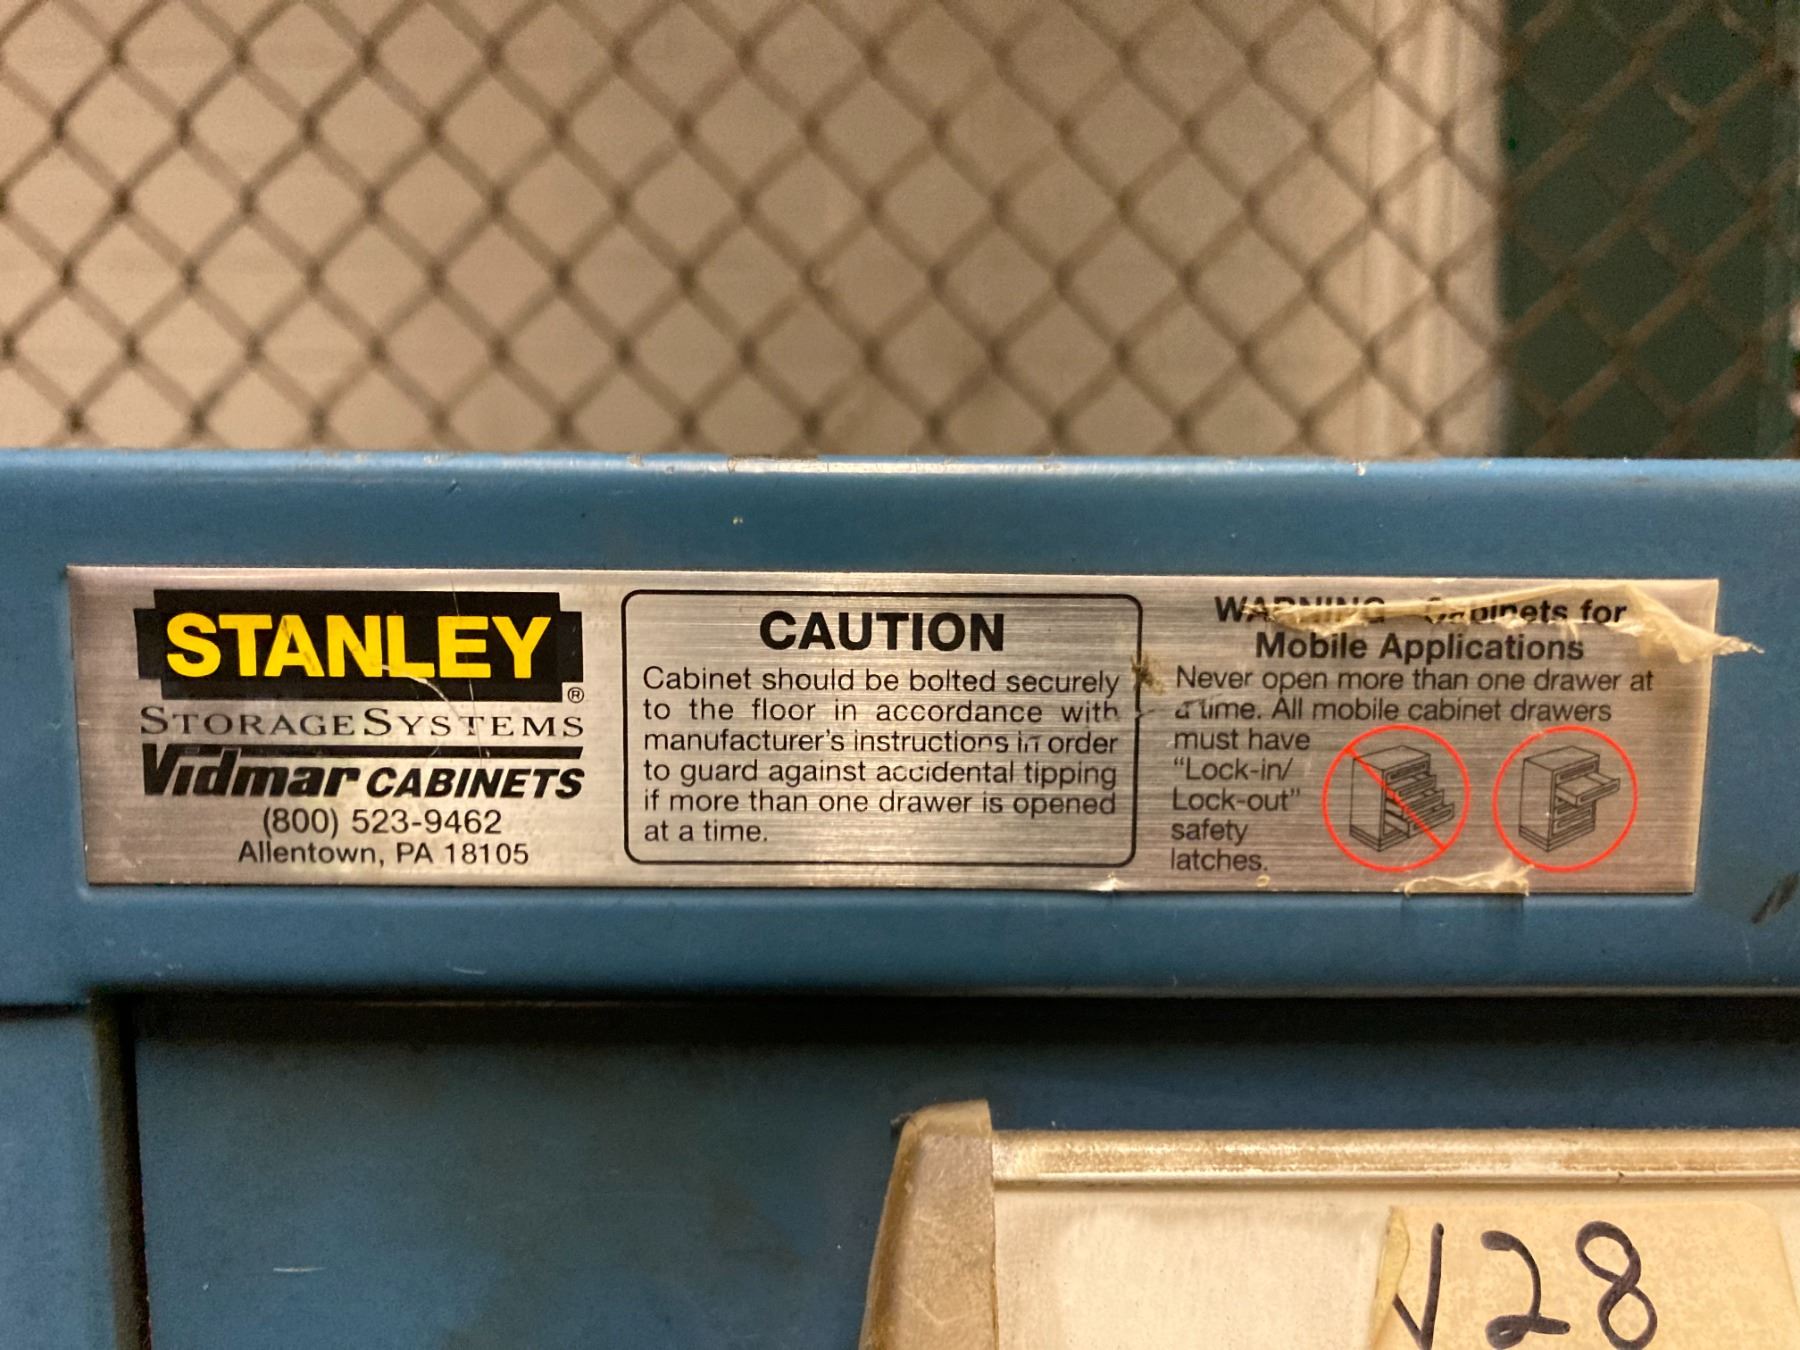 STANLEY
®
STORAGE SYSTEMS
Vidmar CABINETS
(800) 523-9462
Allentown, PA 18105
CAUTION
Cabinet should be bolted securely
to the floor in accordance with
manufacturer's instructions in order
to guard against accidental tipping
if more than one drawer is opened
at a time.
WARNING Cabinets for
Mobile Applications
Never open more than one drawer at
a time. All mobile cabinet drawers
must have
“Lock-in/
Lock-out”
safety
latches.
V28